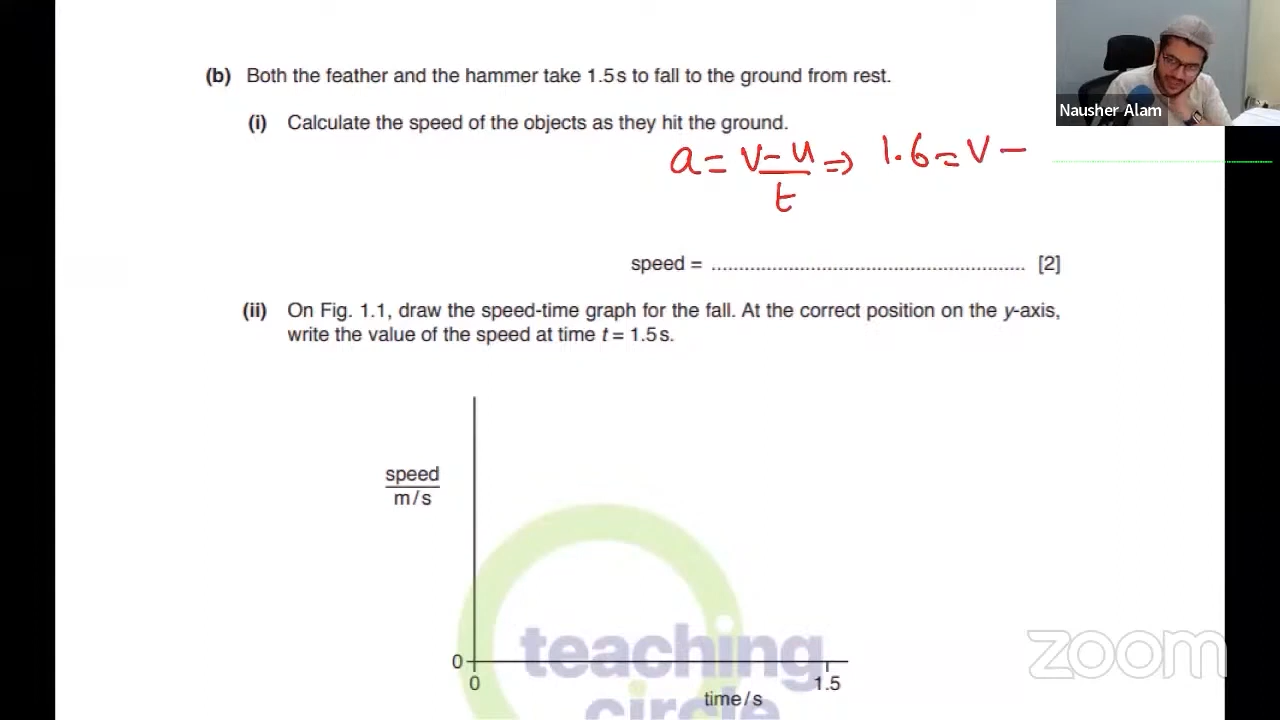 Nausher Alam
(b) Both the feather and the hammer take 1.5 s to fall to the ground from rest.
(i) Calculate the speed of the objects as they hit the ground.
a = v - u / t ⇒ 1.6 = v -
speed = ........................................................ [2]
(ii) On Fig. 1.1, draw the speed-time graph for the fall. At the correct position on the y-axis,
write the value of the speed at time t = 1.5 s.
speed
m / s
teaching
circle
zoom
0
0
1.5
time / s